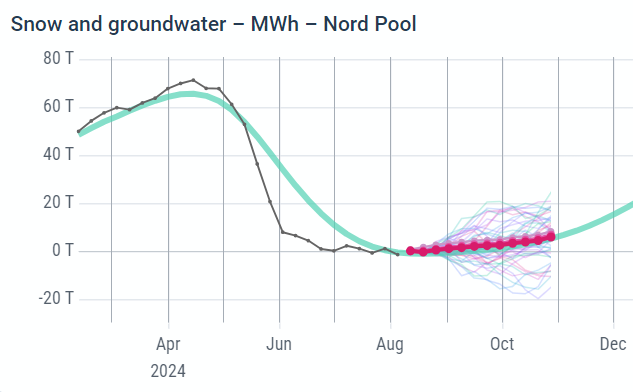 Snow and groundwater – MWh – Nord Pool
80 T
60 T
40 T
20 T
0 T
-20 T
Apr Jun Aug Oct Dec
2024